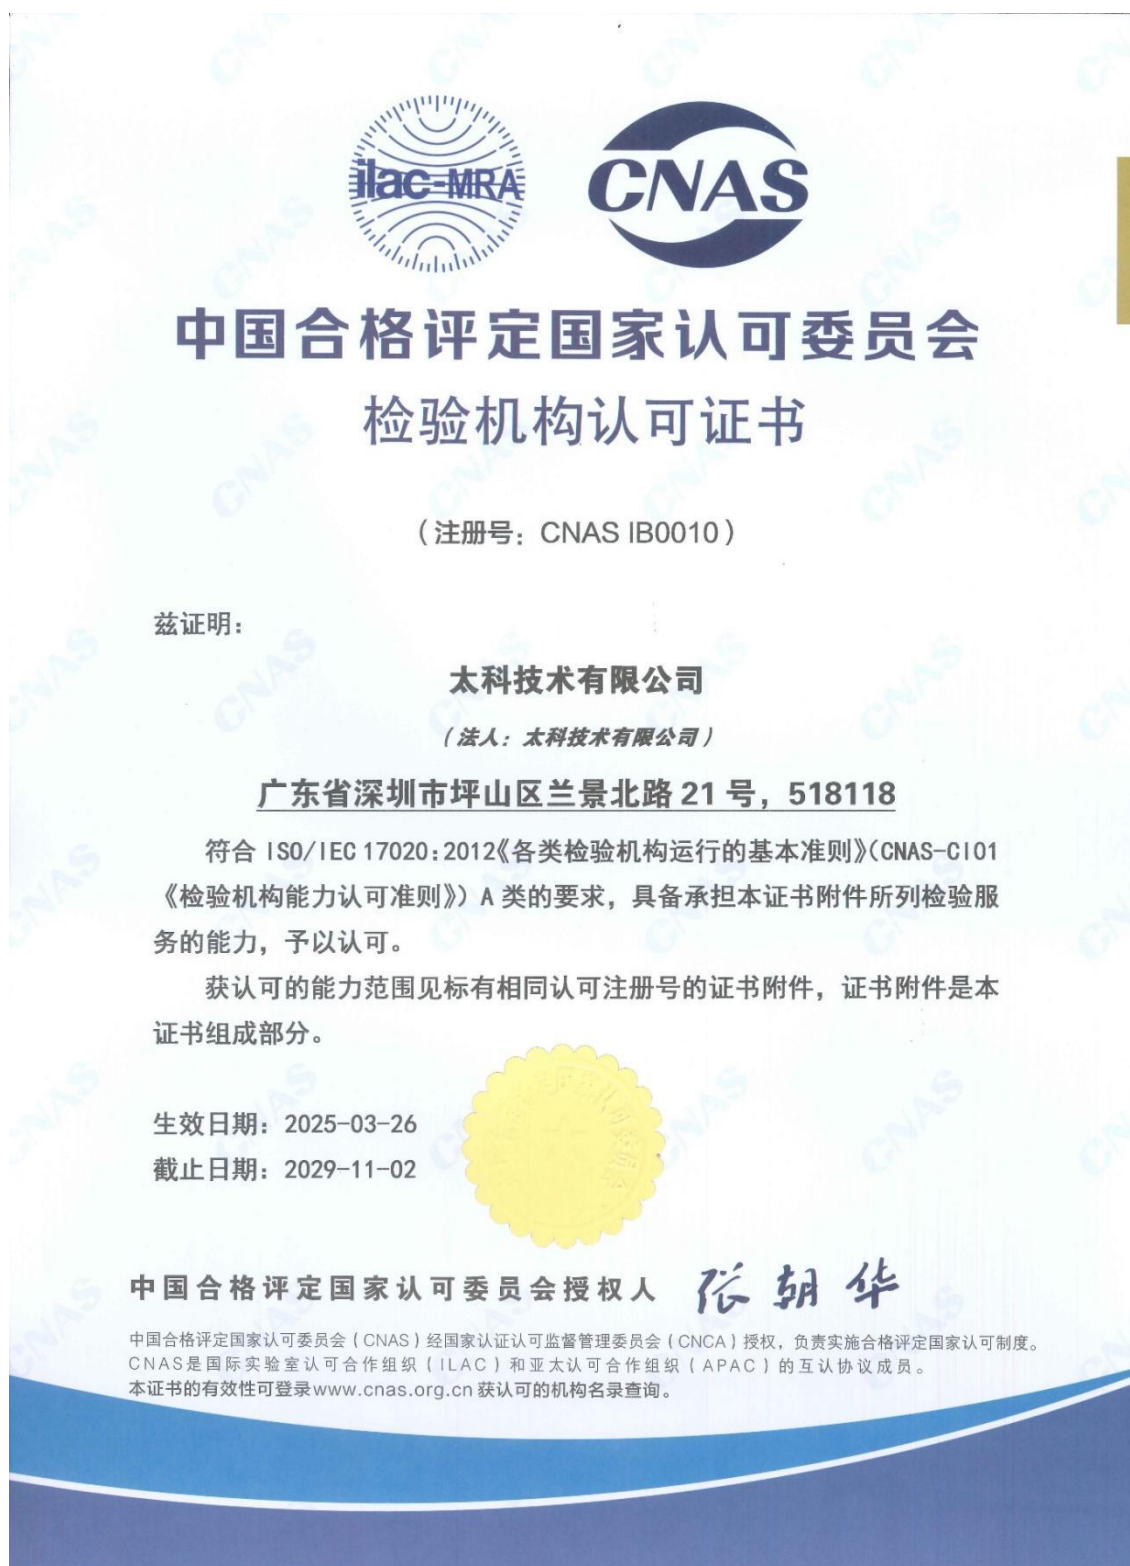 ilac-MRA
CNAS
中国合格评定国家认可委员会
检验机构认可证书
（注册号：CNAS IB0010）
兹证明：
太科技术有限公司
（法人：太科技术有限公司）
广东省深圳市坪山区兰景北路 21 号，518118
符合 ISO/IEC 17020:2012《各类检验机构运行的基本准则》（CNAS-CI01
《检验机构能力认可准则》）A 类的要求，具备承担本证书附件所列检验服
务的能力，予以认可。
获认可的能力范围见标有相同认可注册号的证书附件，证书附件是本
证书组成部分。
生效日期：2025-03-26
截止日期：2029-11-02
中国合格评定国家认可委员会授权人 张朝华
中国合格评定国家认可委员会（CNAS）经国家认证认可监督管理委员会（CNCA）授权，负责实施合格评定国家认可制度。
CNAS是国际实验室认可合作组织（ILAC）和亚太认可合作组织（APAC）的互认协议成员。
本证书的有效性可登录www.cnas.org.cn 获认可的机构名录查询。